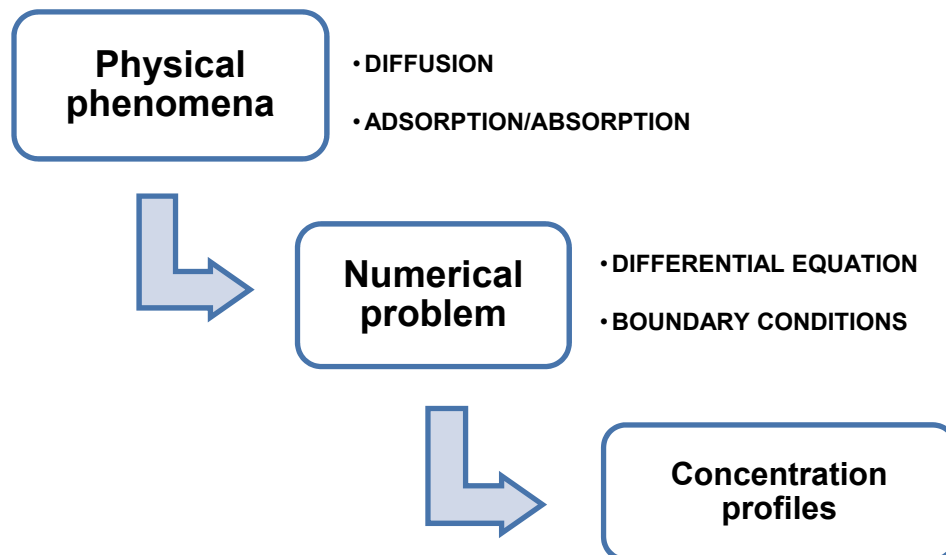 Physical
phenomena
• DIFFUSION
• ADSORPTION/ABSORPTION
Numerical
problem
• DIFFERENTIAL EQUATION
• BOUNDARY CONDITIONS
Concentration
profiles